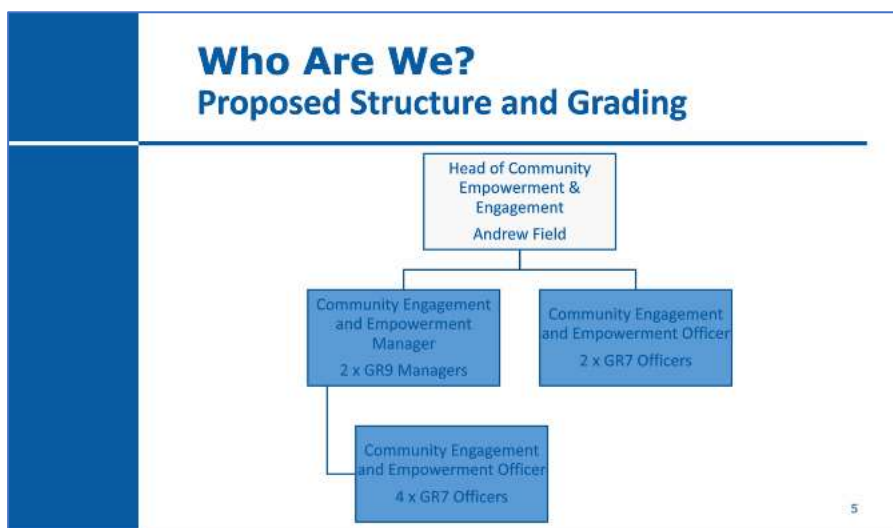 Who Are We?
Proposed Structure and Grading
Head of Community
Empowerment &
Engagement
Andrew Field
Community Engagement
and Empowerment
Manager
2 x GR9 Managers
Community Engagement
and Empowerment Officer
2 x GR7 Officers
Community Engagement
and Empowerment Officer
4 x GR7 Officers
5